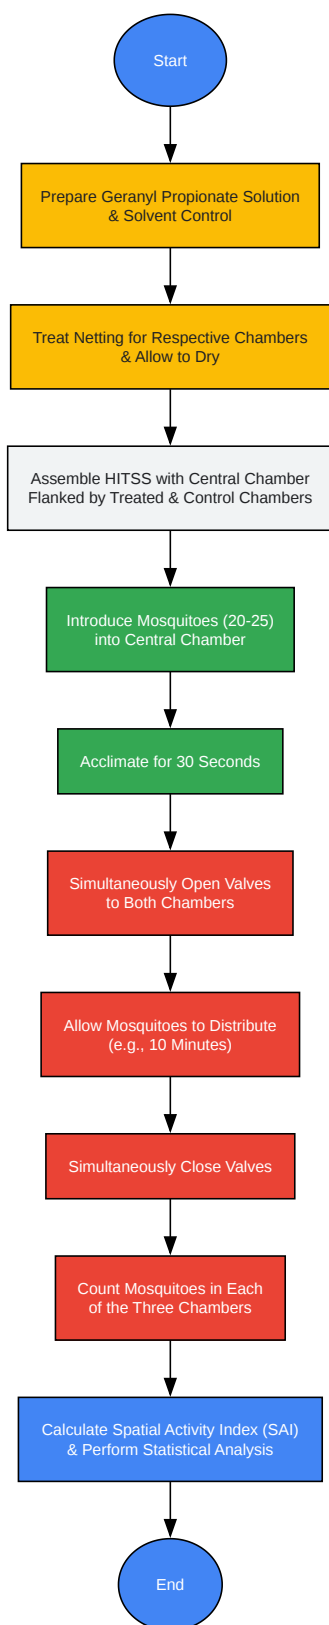 Start
Prepare Geranyl Propionate Solution
& Solvent Control
Treat Netting for Respective Chambers
& Allow to Dry
Assemble HITSS with Central Chamber
Flanked by Treated & Control Chambers
Introduce Mosquitoes (20-25)
into Central Chamber
Acclimate for 30 Seconds
Simultaneously Open Valves
to Both Chambers
Allow Mosquitoes to Distribute
(e.g., 10 Minutes)
Simultaneously Close Valves
Count Mosquitoes in Each
of the Three Chambers
Calculate Spatial Activity Index (SAI)
& Perform Statistical Analysis
End